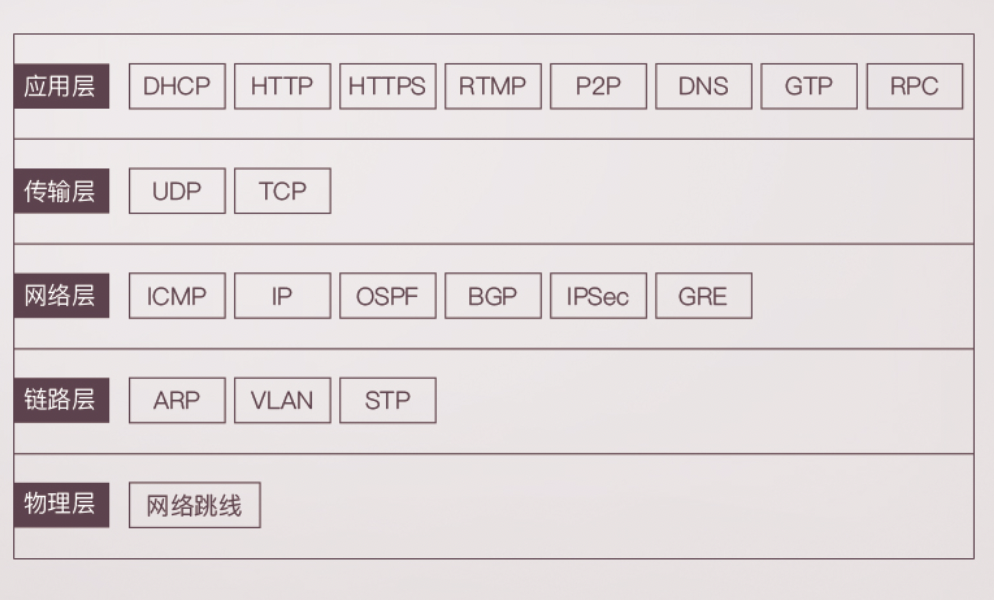 应用层 DHCP HTTP HTTPS RTMP P2P DNS GTP RPC
传输层 UDP TCP
网络层 ICMP IP OSPF BGP IPSec GRE
链路层 ARP VLAN STP
物理层 网络跳线